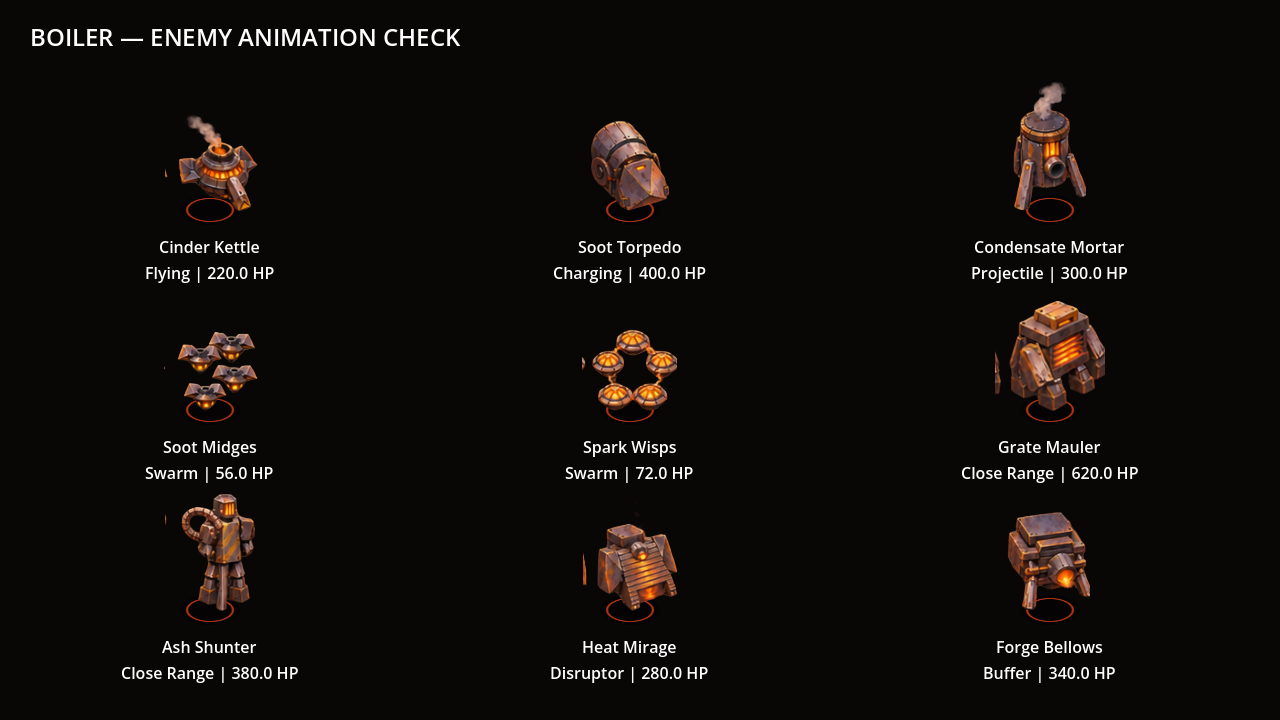 BOILER — ENEMY ANIMATION CHECK
Cinder Kettle
Flying | 220.0 HP
Soot Torpedo
Charging | 400.0 HP
Condensate Mortar
Projectile | 300.0 HP
Soot Midges
Swarm | 56.0 HP
Spark Wisps
Swarm | 72.0 HP
Grate Mauler
Close Range | 620.0 HP
Ash Shunter
Close Range | 380.0 HP
Heat Mirage
Disruptor | 280.0 HP
Forge Bellows
Buffer | 340.0 HP